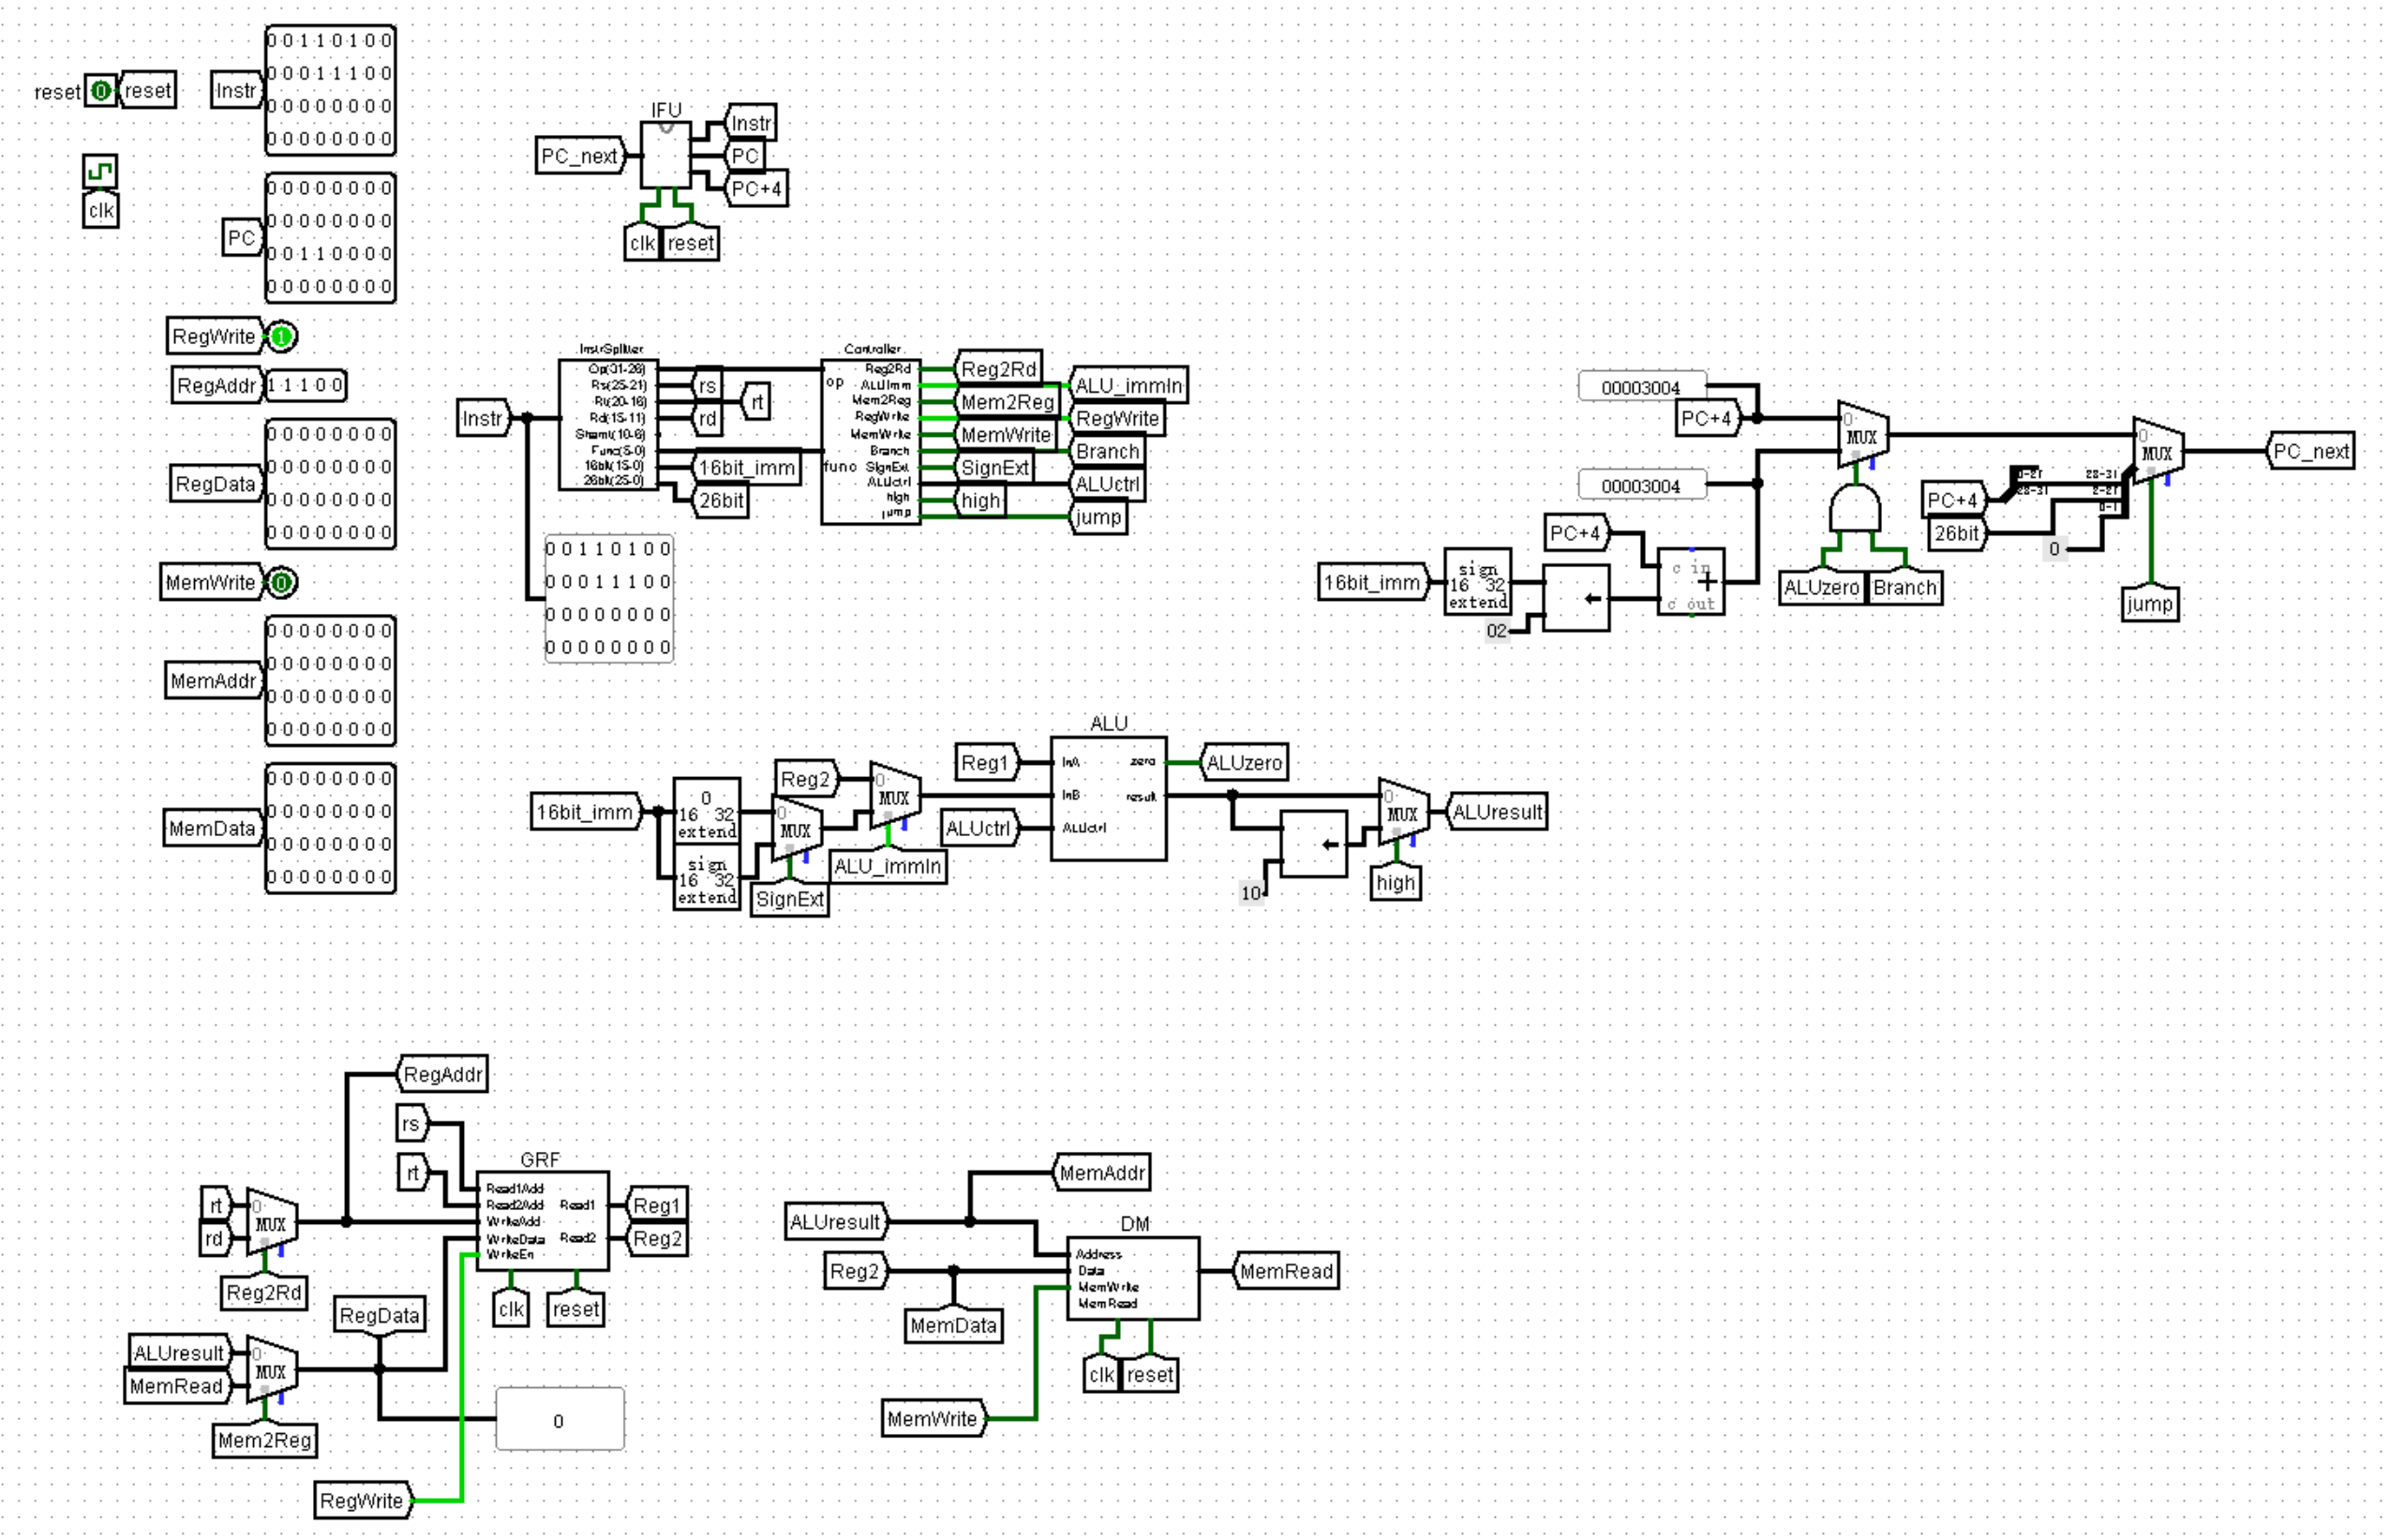 reset 0 reset
clk
Instr
0 0 1 1 0 1 0 0
0 0 0 1 1 1 0 0
0 0 0 0 0 0 0 0
0 0 0 0 0 0 0 0
PC
0 0 0 0 0 0 0 0
0 0 0 0 0 0 0 0
0 0 1 1 0 0 0 0
0 0 0 0 0 0 0 0
RegWrite 1
RegAddr 1 1 1 0 0
RegData
0 0 0 0 0 0 0 0
0 0 0 0 0 0 0 0
0 0 0 0 0 0 0 0
0 0 0 0 0 0 0 0
MemWrite 0
MemAddr
0 0 0 0 0 0 0 0
0 0 0 0 0 0 0 0
0 0 0 0 0 0 0 0
0 0 0 0 0 0 0 0
MemData
0 0 0 0 0 0 0 0
0 0 0 0 0 0 0 0
0 0 0 0 0 0 0 0
0 0 0 0 0 0 0 0
IFU
PC_next
Instr
PC
PC+4
clk reset
Instr
InstrSplitter
Op(31-26)
Rs(25-21)
Rt(20-16)
Rd(15-11)
Shamt(10-6)
Func(5-0)
16bit(15-0)
26bit(25-0)
rs
rt
rd
16bit_imm
26bit
0 0 1 1 0 1 0 0
0 0 0 1 1 1 0 0
0 0 0 0 0 0 0 0
0 0 0 0 0 0 0 0
Controller
op
func
Reg2Rd
ALUImm
Mem2Reg
RegWrite
MemWrite
Branch
SignExt
ALUctrl
high
jump
Reg2Rd
ALU_immIn
Mem2Reg
RegWrite
MemWrite
Branch
SignExt
ALUctrl
high
jump
00003004
PC+4
00003004
PC+4
16bit_imm
sign
16 32
extend
02
c in
+
c out
0
MUX
ALUzero Branch
PC+4
0-27
28-31
26bit
0
28-31
2-27
0-1
0
MUX
jump
PC_next
16bit_imm
0
16 32
extend
sign
16 32
extend
0
MUX
SignExt
Reg2
0
MUX
ALU_immIn
ALU
Reg1
ALUctrl
InA
InB
ALUctrl
zero
result
ALUzero
10
0
MUX
high
ALUresult
RegAddr
rs
rt
rt
rd
0
MUX
Reg2Rd
GRF
Read1Add
Read2Add
WriteAdd
WriteData
WriteEn
Read1
Read2
Reg1
Reg2
clk
reset
RegData
ALUresult
MemRead
0
MUX
Mem2Reg
0
RegWrite
MemAddr
ALUresult
Reg2
MemData
DM
Address
Data
MemWrite
MemRead
MemRead
clk reset
MemWrite